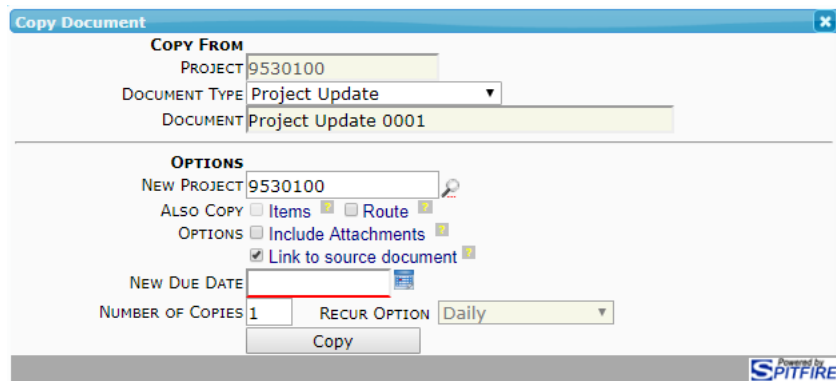 Copy Document
COPY FROM
PROJECT 9530100
DOCUMENT TYPE Project Update
DOCUMENT Project Update 0001
OPTIONS
NEW PROJECT 9530100
ALSO COPY Items ? Route ?
OPTIONS Include Attachments ?
Link to source document ?
NEW DUE DATE
NUMBER OF COPIES 1 RECUR OPTION Daily
Copy
Powered by
SPITFIRE